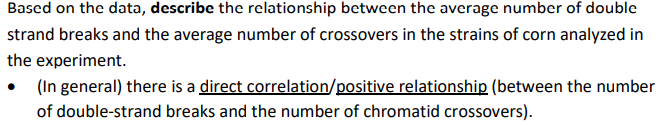 Based on the data, describe the relationship between the average number of double
strand breaks and the average number of crossovers in the strains of corn analyzed in
the experiment.
• (In general) there is a direct correlation/positive relationship (between the number
of double-strand breaks and the number of chromatid crossovers).